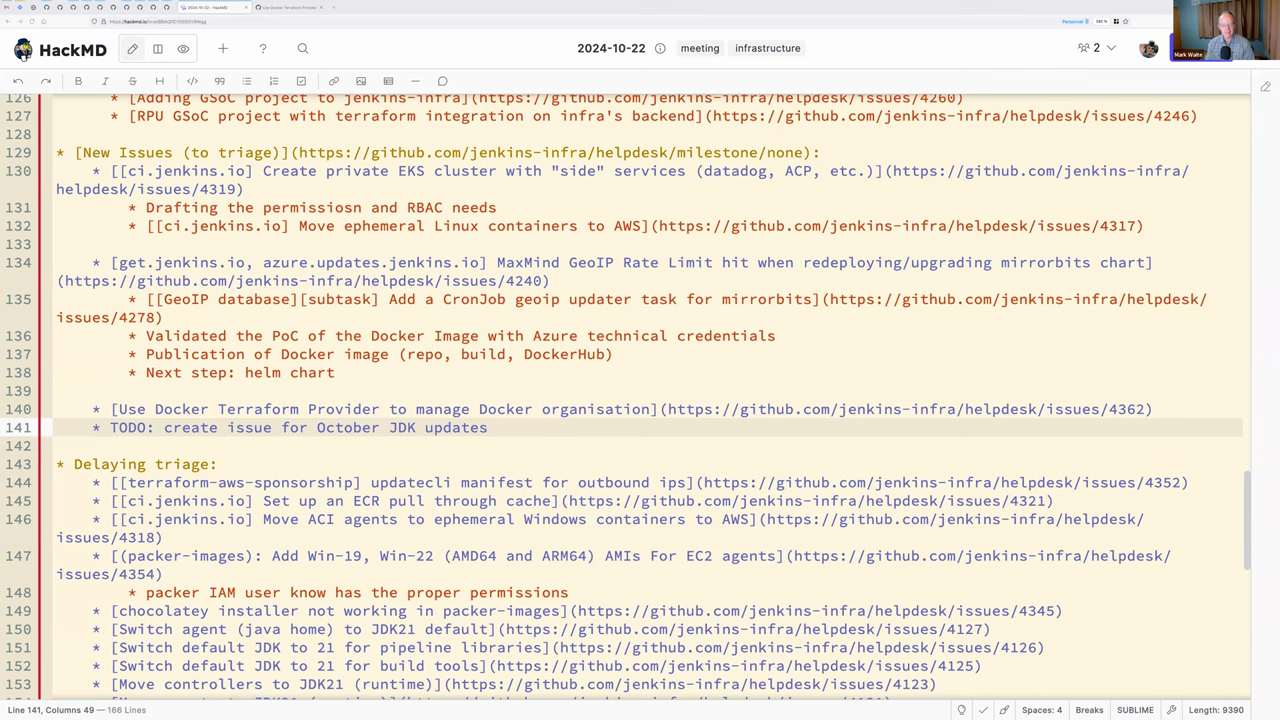 2024-10-22 — HackMD
Use Docker Terraform Provider
Personal
240 %
HackMD
2024-10-22
meeting
infrastructure
2
Mark Waite
126 * [Adding GSoC project to jenkins-infra](https://github.com/jenkins-infra/helpdesk/issues/4260)
127 * [RPU GSoC project with terraform integration on infra's backend](https://github.com/jenkins-infra/helpdesk/issues/4246)
128
129 * [New Issues (to triage)](https://github.com/jenkins-infra/helpdesk/milestone/none):
130 * [[ci.jenkins.io] Create private EKS cluster with "side" services (datadog, ACP, etc.)](https://github.com/jenkins-infra/
helpdesk/issues/4319)
131 * Drafting the permissiosn and RBAC needs
132 * [[ci.jenkins.io] Move ephemeral Linux containers to AWS](https://github.com/jenkins-infra/helpdesk/issues/4317)
133
134 * [get.jenkins.io, azure.updates.jenkins.io] MaxMind GeoIP Rate Limit hit when redeploying/upgrading mirrorbits chart]
(https://github.com/jenkins-infra/helpdesk/issues/4240)
135 * [[GeoIP database][subtask] Add a CronJob geoip updater task for mirrorbits](https://github.com/jenkins-infra/helpdesk/
issues/4278)
136 * Validated the PoC of the Docker Image with Azure technical credentials
137 * Publication of Docker image (repo, build, DockerHub)
138 * Next step: helm chart
139
140 * [Use Docker Terraform Provider to manage Docker organisation](https://github.com/jenkins-infra/helpdesk/issues/4362)
141 * TODO: create issue for October JDK updates
142
143 * Delaying triage:
144 * [[terraform-aws-sponsorship] updatecli manifest for outbound ips](https://github.com/jenkins-infra/helpdesk/issues/4352)
145 * [[ci.jenkins.io] Set up an ECR pull through cache](https://github.com/jenkins-infra/helpdesk/issues/4321)
146 * [[ci.jenkins.io] Move ACI agents to ephemeral Windows containers to AWS](https://github.com/jenkins-infra/helpdesk/
issues/4318)
147 * [(packer-images): Add Win-19, Win-22 (AMD64 and ARM64) AMIs For EC2 agents](https://github.com/jenkins-infra/helpdesk/
issues/4354)
148 * packer IAM user know has the proper permissions
149 * [chocolatey installer not working in packer-images](https://github.com/jenkins-infra/helpdesk/issues/4345)
150 * [Switch agent (java home) to JDK21 default](https://github.com/jenkins-infra/helpdesk/issues/4127)
151 * [Switch default JDK to 21 for pipeline libraries](https://github.com/jenkins-infra/helpdesk/issues/4126)
152 * [Switch default JDK to 21 for build tools](https://github.com/jenkins-infra/helpdesk/issues/4125)
153 * [Move controllers to JDK21 (runtime)](https://github.com/jenkins-infra/helpdesk/issues/4123)
Line 141, Columns 49 — 166 Lines
Spaces: 4
Breaks
SUBLIME
Length: 9390